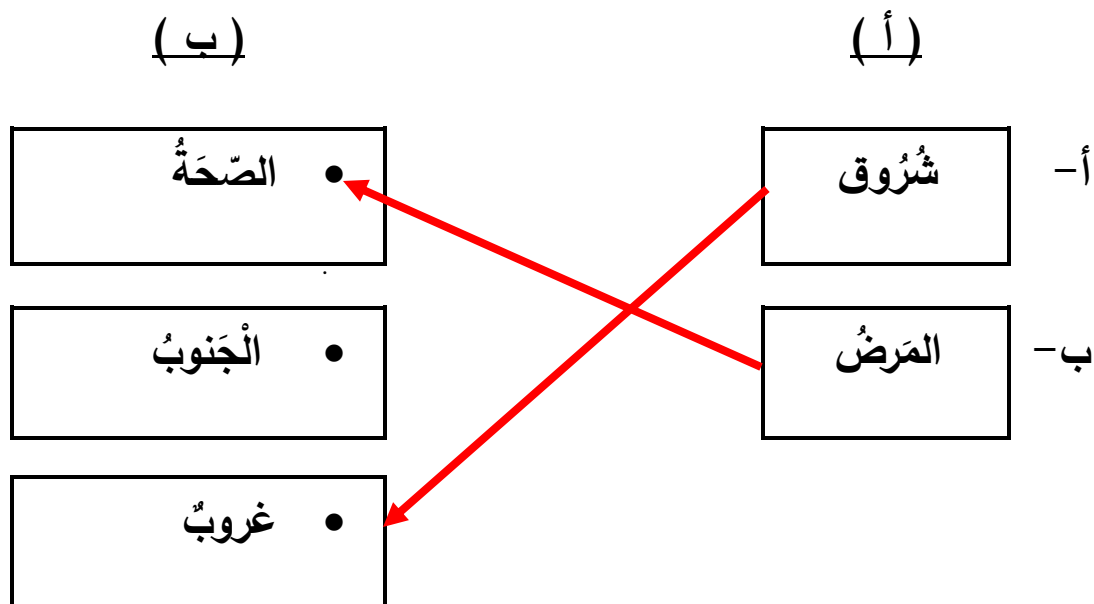 ( أ ) ( ب )
أ- شُرُوق • الصّحَةُ
ب- المَرضُ • الْجَنوبُ
• غروبٌ